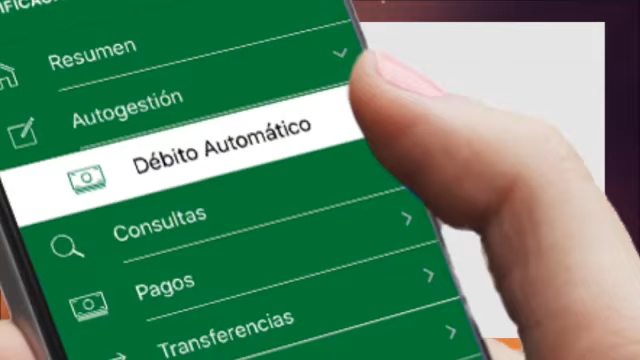 Resumen
Autogestión
Débito Automático
Consultas
Pagos
Transferencias